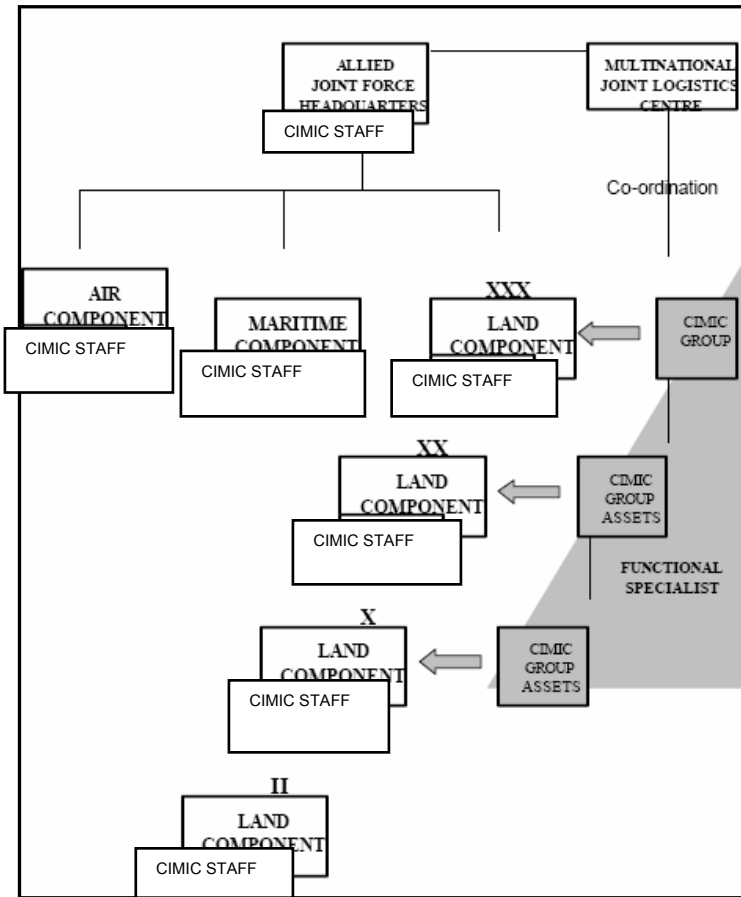 ALLIED
JOINT FORCE
HEADQUARTERS
CIMIC STAFF
MULTINATIONAL
JOINT LOGISTICS
CENTRE
Co-ordination
AIR
COMPONENT
CIMIC STAFF
MARITIME
COMPONENT
CIMIC STAFF
XXX
LAND
COMPONENT
CIMIC STAFF
CIMIC
GROUP
XX
LAND
COMPONENT
CIMIC STAFF
CIMIC
GROUP
ASSETS
FUNCTIONAL
SPECIALIST
X
LAND
COMPONENT
CIMIC STAFF
CIMIC
GROUP
ASSETS
II
LAND
COMPONENT
CIMIC STAFF